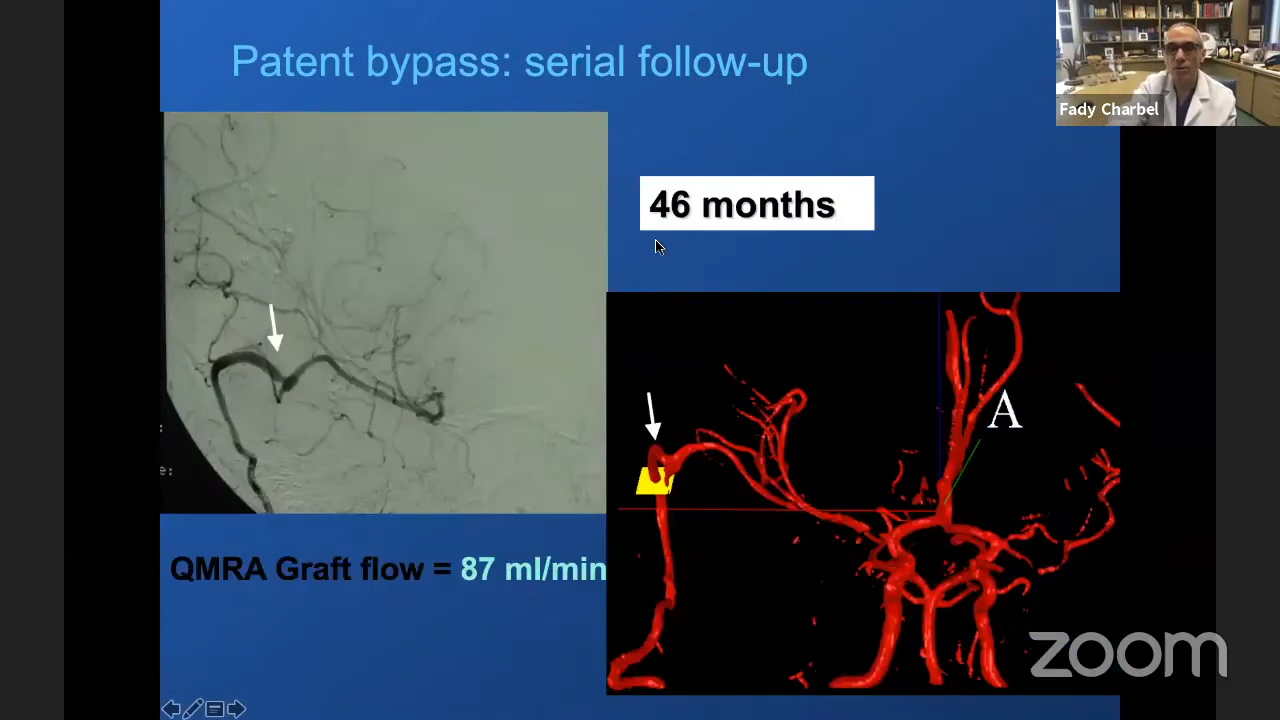 Patent bypass: serial follow-up
Fady Charbel
46 months
A
e:
QMRA Graft flow = 87 ml/min
zoom